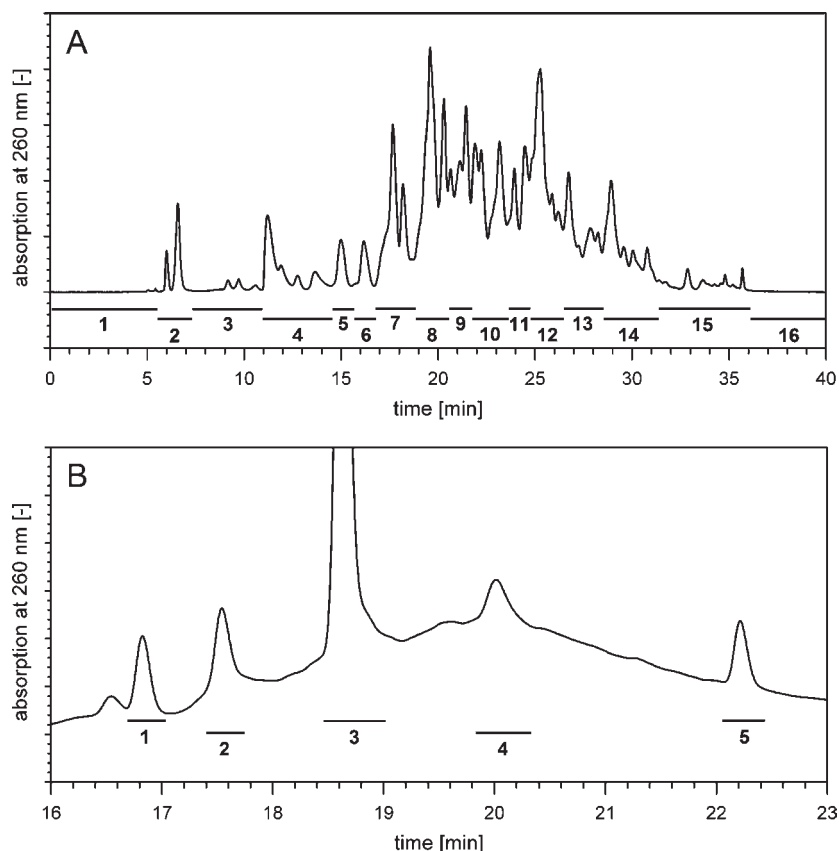 A
absorption at 260 nm [-]
1 2 3 4 5 6 7 8 9 10 11 12 13 14 15 16
0 5 10 15 20 25 30 35 40
time [min]
B
absorption at 260 nm [-]
1 2 3 4 5
16 17 18 19 20 21 22 23
time [min]